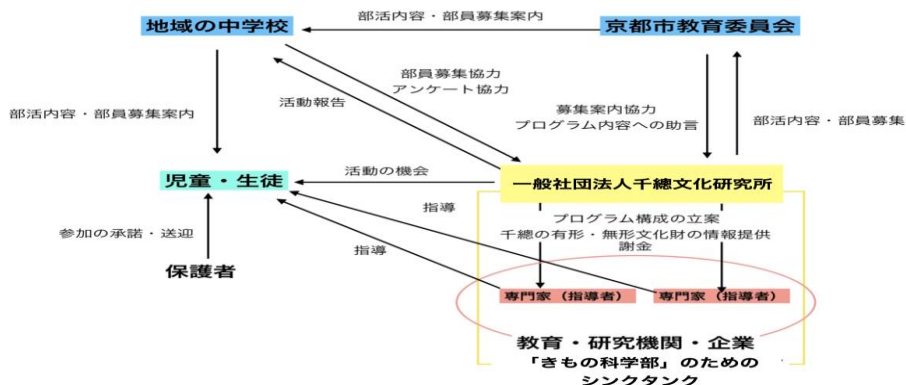 部活内容・部員募集案内
地域の中学校
京都市教育委員会
部員募集協力
アンケート協力
活動報告
部活内容・部員募集案内
募集案内協力
プログラム内容への助言
部活内容・部員募集
児童・生徒
活動の機会
一般社団法人千總文化研究所
指導
プログラム構成の立案
千總の有形・無形文化財の情報提供
謝金
参加の承諾・送迎
指導
保護者
専門家（指導者）
専門家（指導者）
教育・研究機関・企業
「きもの科学部」のための
シンクタンク